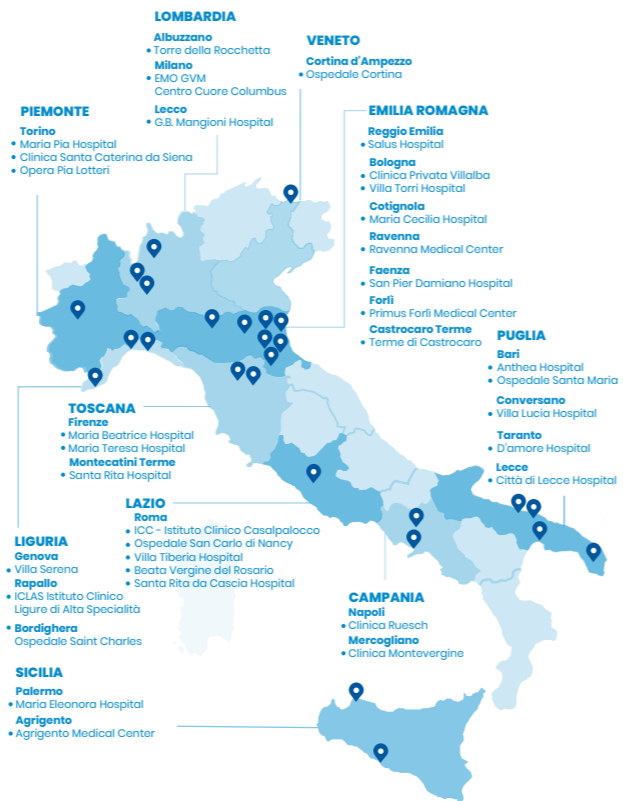 LOMBARDIA
Albuzzano
• Torre della Rocchetta
Milano
• EMO GVM
Centro Cuore Columbus
Lecco
• G.B. Mangioni Hospital
VENETO
Cortina d'Ampezzo
• Ospedale Cortina
PIEMONTE
Torino
• Maria Pia Hospital
• Clinica Santa Caterina da Siena
• Opera Pia Lotteri
EMILIA ROMAGNA
Reggio Emilia
• Salus Hospital
Bologna
• Clinica Privata Villalba
• Villa Torri Hospital
Cotignola
• Maria Cecilia Hospital
Ravenna
• Ravenna Medical Center
Faenza
• San Pier Damiano Hospital
Forlì
• Primus Forlì Medical Center
Castrocaro Terme
• Terme di Castrocaro
PUGLIA
Bari
• Anthea Hospital
• Ospedale Santa Maria
Conversano
• Villa Lucia Hospital
Taranto
• D'amore Hospital
Lecce
• Città di Lecce Hospital
TOSCANA
Firenze
• Maria Beatrice Hospital
• Maria Teresa Hospital
Montecatini Terme
• Santa Rita Hospital
LAZIO
Roma
• ICC - Istituto Clinico Casalpalocco
• Ospedale San Carlo di Nancy
• Villa Tiberia Hospital
• Beata Vergine del Rosario
• Santa Rita da Cascia Hospital
LIGURIA
Genova
• Villa Serena
Rapallo
• ICLAS Istituto Clinico
Ligure di Alta Specialità
• Bordighera
Ospedale Saint Charles
CAMPANIA
Napoli
• Clinica Ruesch
Mercogliano
• Clinica Montevergine
SICILIA
Palermo
• Maria Eleonora Hospital
Agrigento
• Agrigento Medical Center